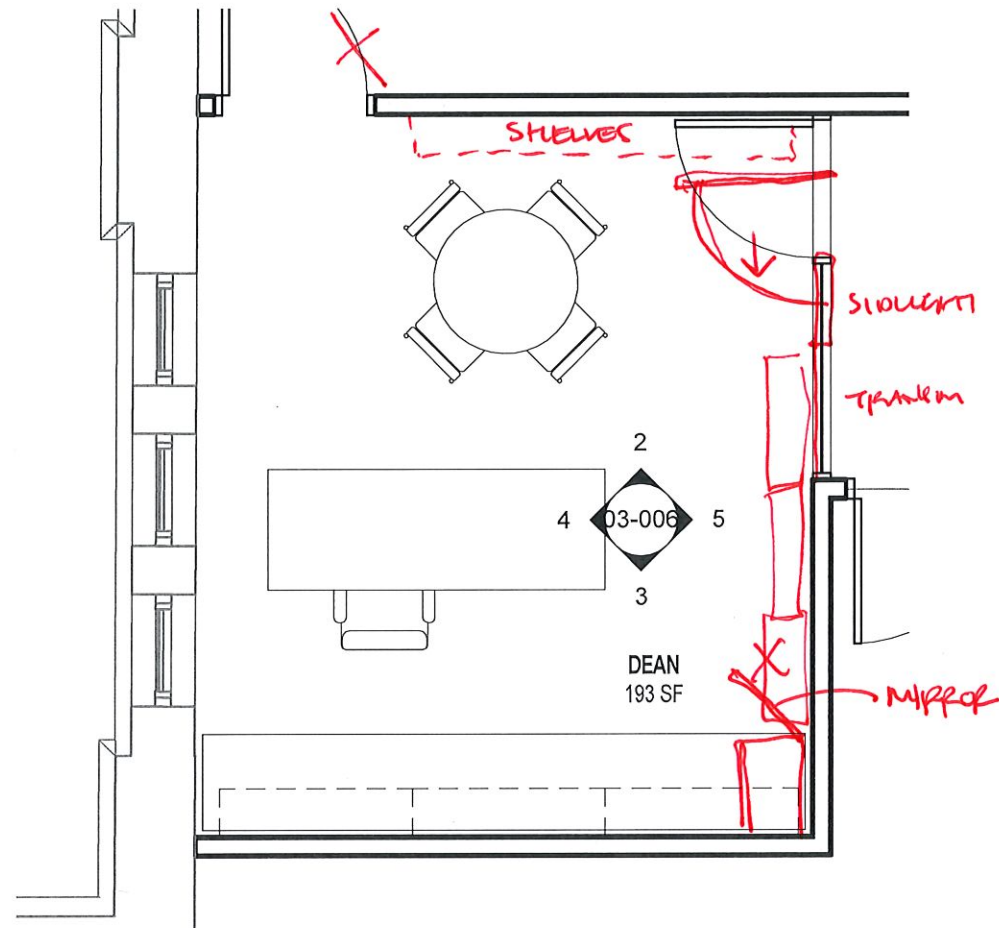 SHELVES
SIDELIGHT
TRANSOM
2
4 03-006 5
3
DEAN
193 SF
MIRROR